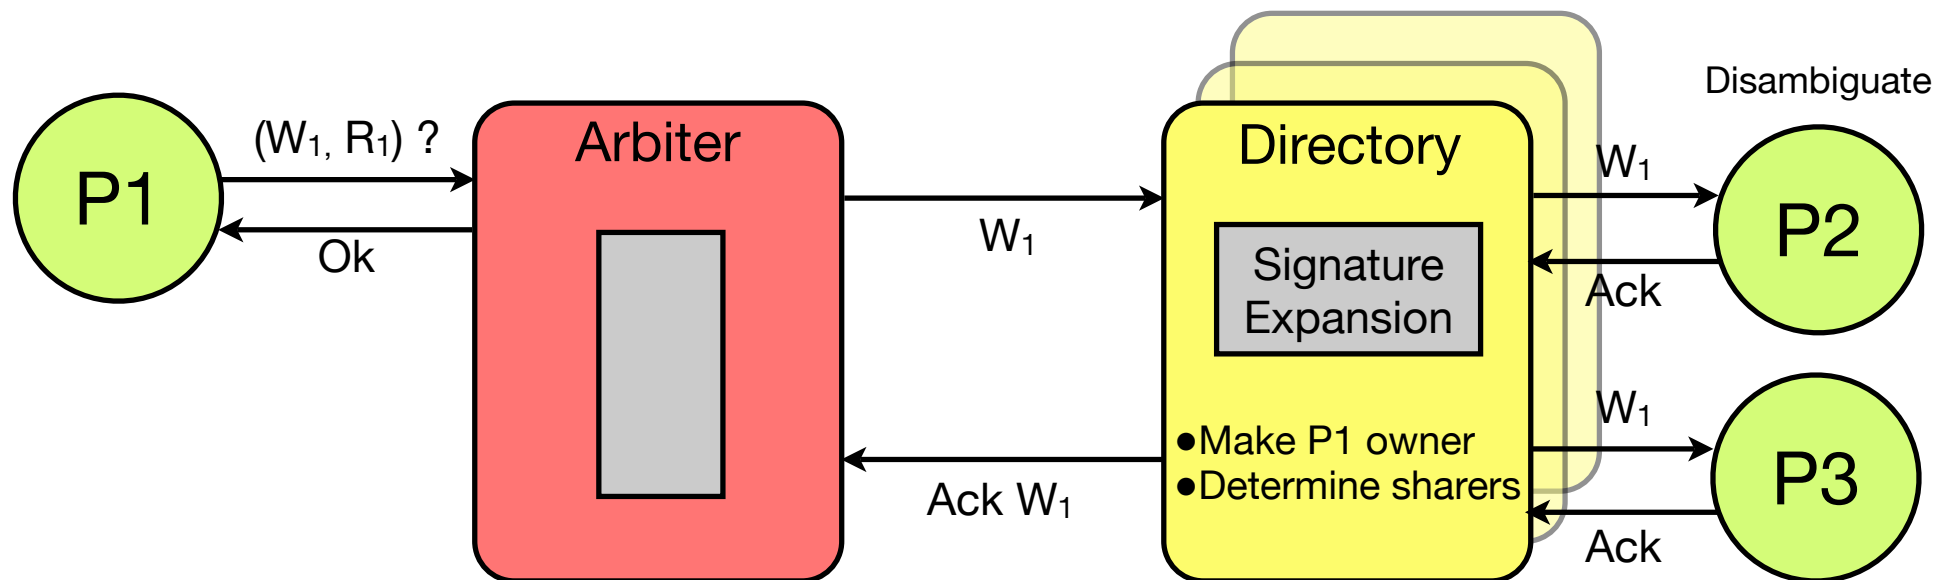 P1
(W₁, R₁) ?
Ok
Arbiter
W₁
Ack W₁
Directory
Signature
Expansion
●Make P1 owner
●Determine sharers
Disambiguate
W₁
Ack
P2
W₁
Ack
P3